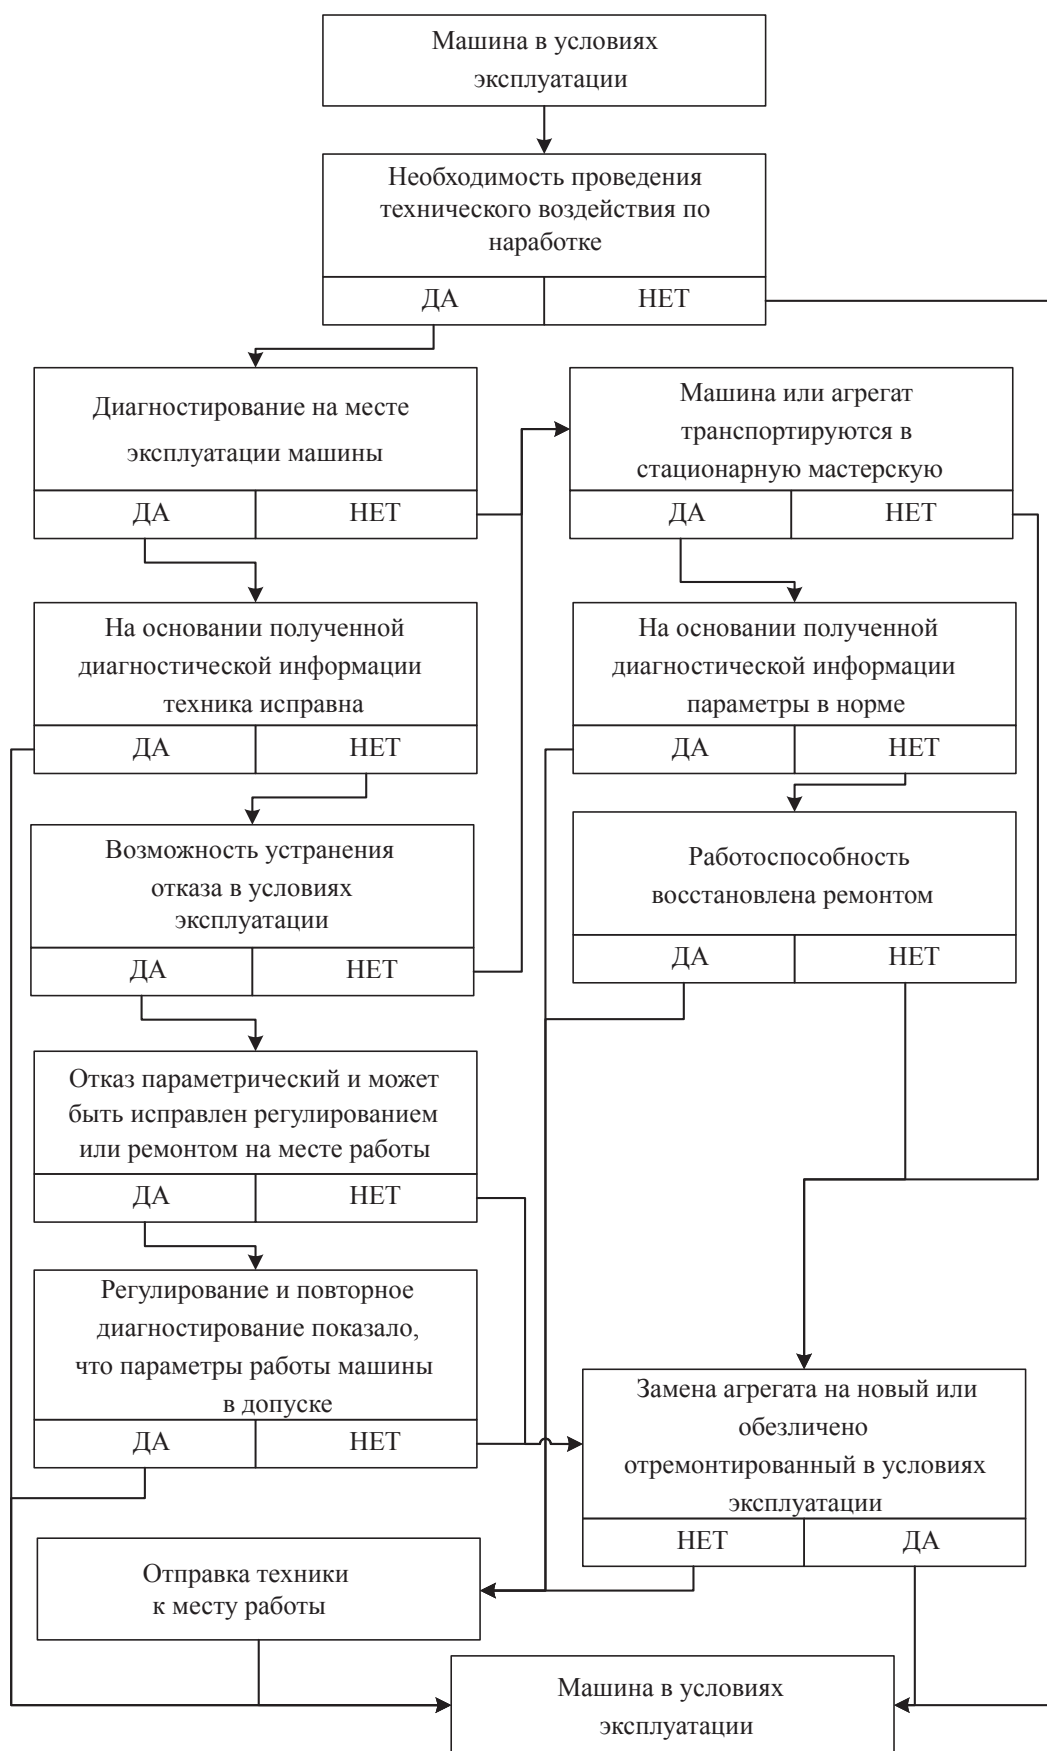 Машина в условиях
эксплуатации
Необходимость проведения
технического воздействия по
наработке
ДА
НЕТ
Диагностирование на месте
эксплуатации машины
ДА
НЕТ
Машина или агрегат
транспортируются в
стационарную мастерскую
ДА
НЕТ
На основании полученной
диагностической информации
техника исправна
ДА
НЕТ
На основании полученной
диагностической информации
параметры в норме
ДА
НЕТ
Возможность устранения
отказа в условиях
эксплуатации
ДА
НЕТ
Работоспособность
восстановлена ремонтом
ДА
НЕТ
Отказ параметрический и может
быть исправлен регулированием
или ремонтом на месте работы
ДА
НЕТ
Регулирование и повторное
диагностирование показало,
что параметры работы машины
в допуске
ДА
НЕТ
Замена агрегата на новый или
обезличено
отремонтированный в условиях
эксплуатации
НЕТ
ДА
Отправка техники
к месту работы
Машина в условиях
эксплуатации